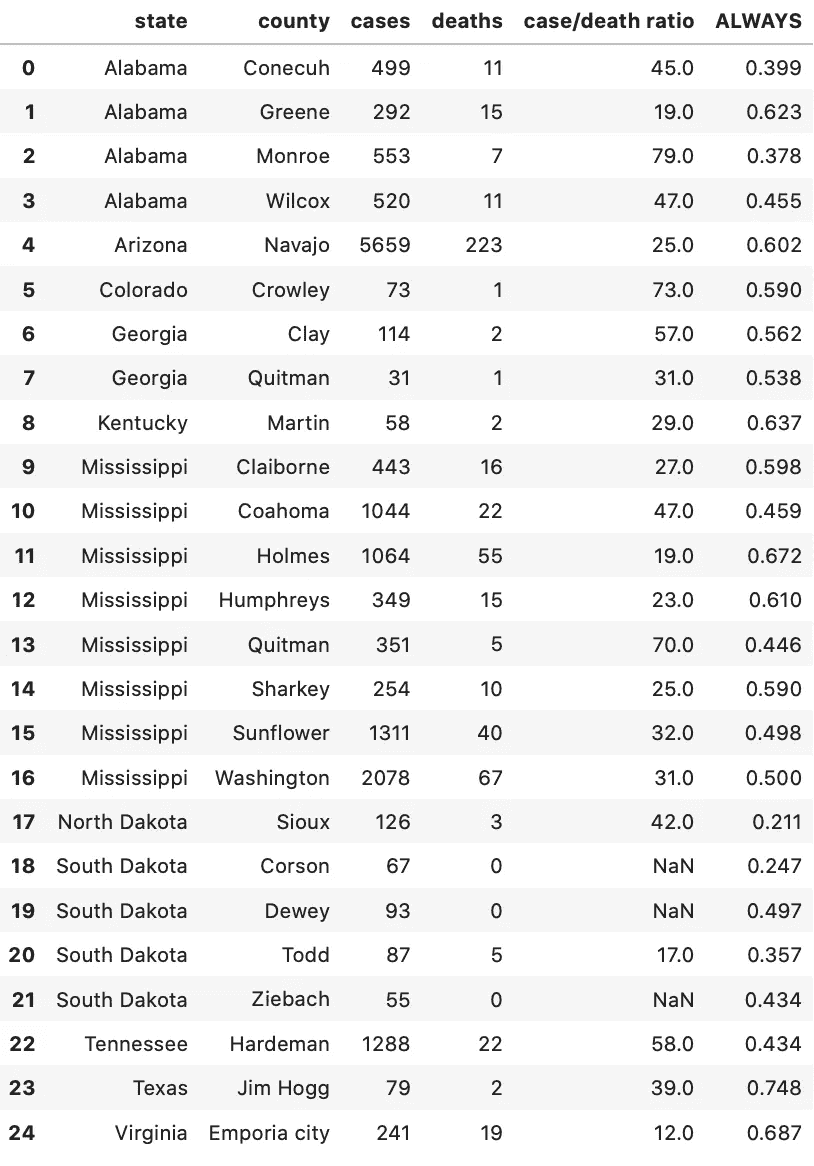 state county cases deaths case/death ratio ALWAYS
0 Alabama Conecuh 499 11 45.0 0.399
1 Alabama Greene 292 15 19.0 0.623
2 Alabama Monroe 553 7 79.0 0.378
3 Alabama Wilcox 520 11 47.0 0.455
4 Arizona Navajo 5659 223 25.0 0.602
5 Colorado Crowley 73 1 73.0 0.590
6 Georgia Clay 114 2 57.0 0.562
7 Georgia Quitman 31 1 31.0 0.538
8 Kentucky Martin 58 2 29.0 0.637
9 Mississippi Claiborne 443 16 27.0 0.598
10 Mississippi Coahoma 1044 22 47.0 0.459
11 Mississippi Holmes 1064 55 19.0 0.672
12 Mississippi Humphreys 349 15 23.0 0.610
13 Mississippi Quitman 351 5 70.0 0.446
14 Mississippi Sharkey 254 10 25.0 0.590
15 Mississippi Sunflower 1311 40 32.0 0.498
16 Mississippi Washington 2078 67 31.0 0.500
17 North Dakota Sioux 126 3 42.0 0.211
18 South Dakota Corson 67 0 NaN 0.247
19 South Dakota Dewey 93 0 NaN 0.497
20 South Dakota Todd 87 5 17.0 0.357
21 South Dakota Ziebach 55 0 NaN 0.434
22 Tennessee Hardeman 1288 22 58.0 0.434
23 Texas Jim Hogg 79 2 39.0 0.748
24 Virginia Emporia city 241 19 12.0 0.687